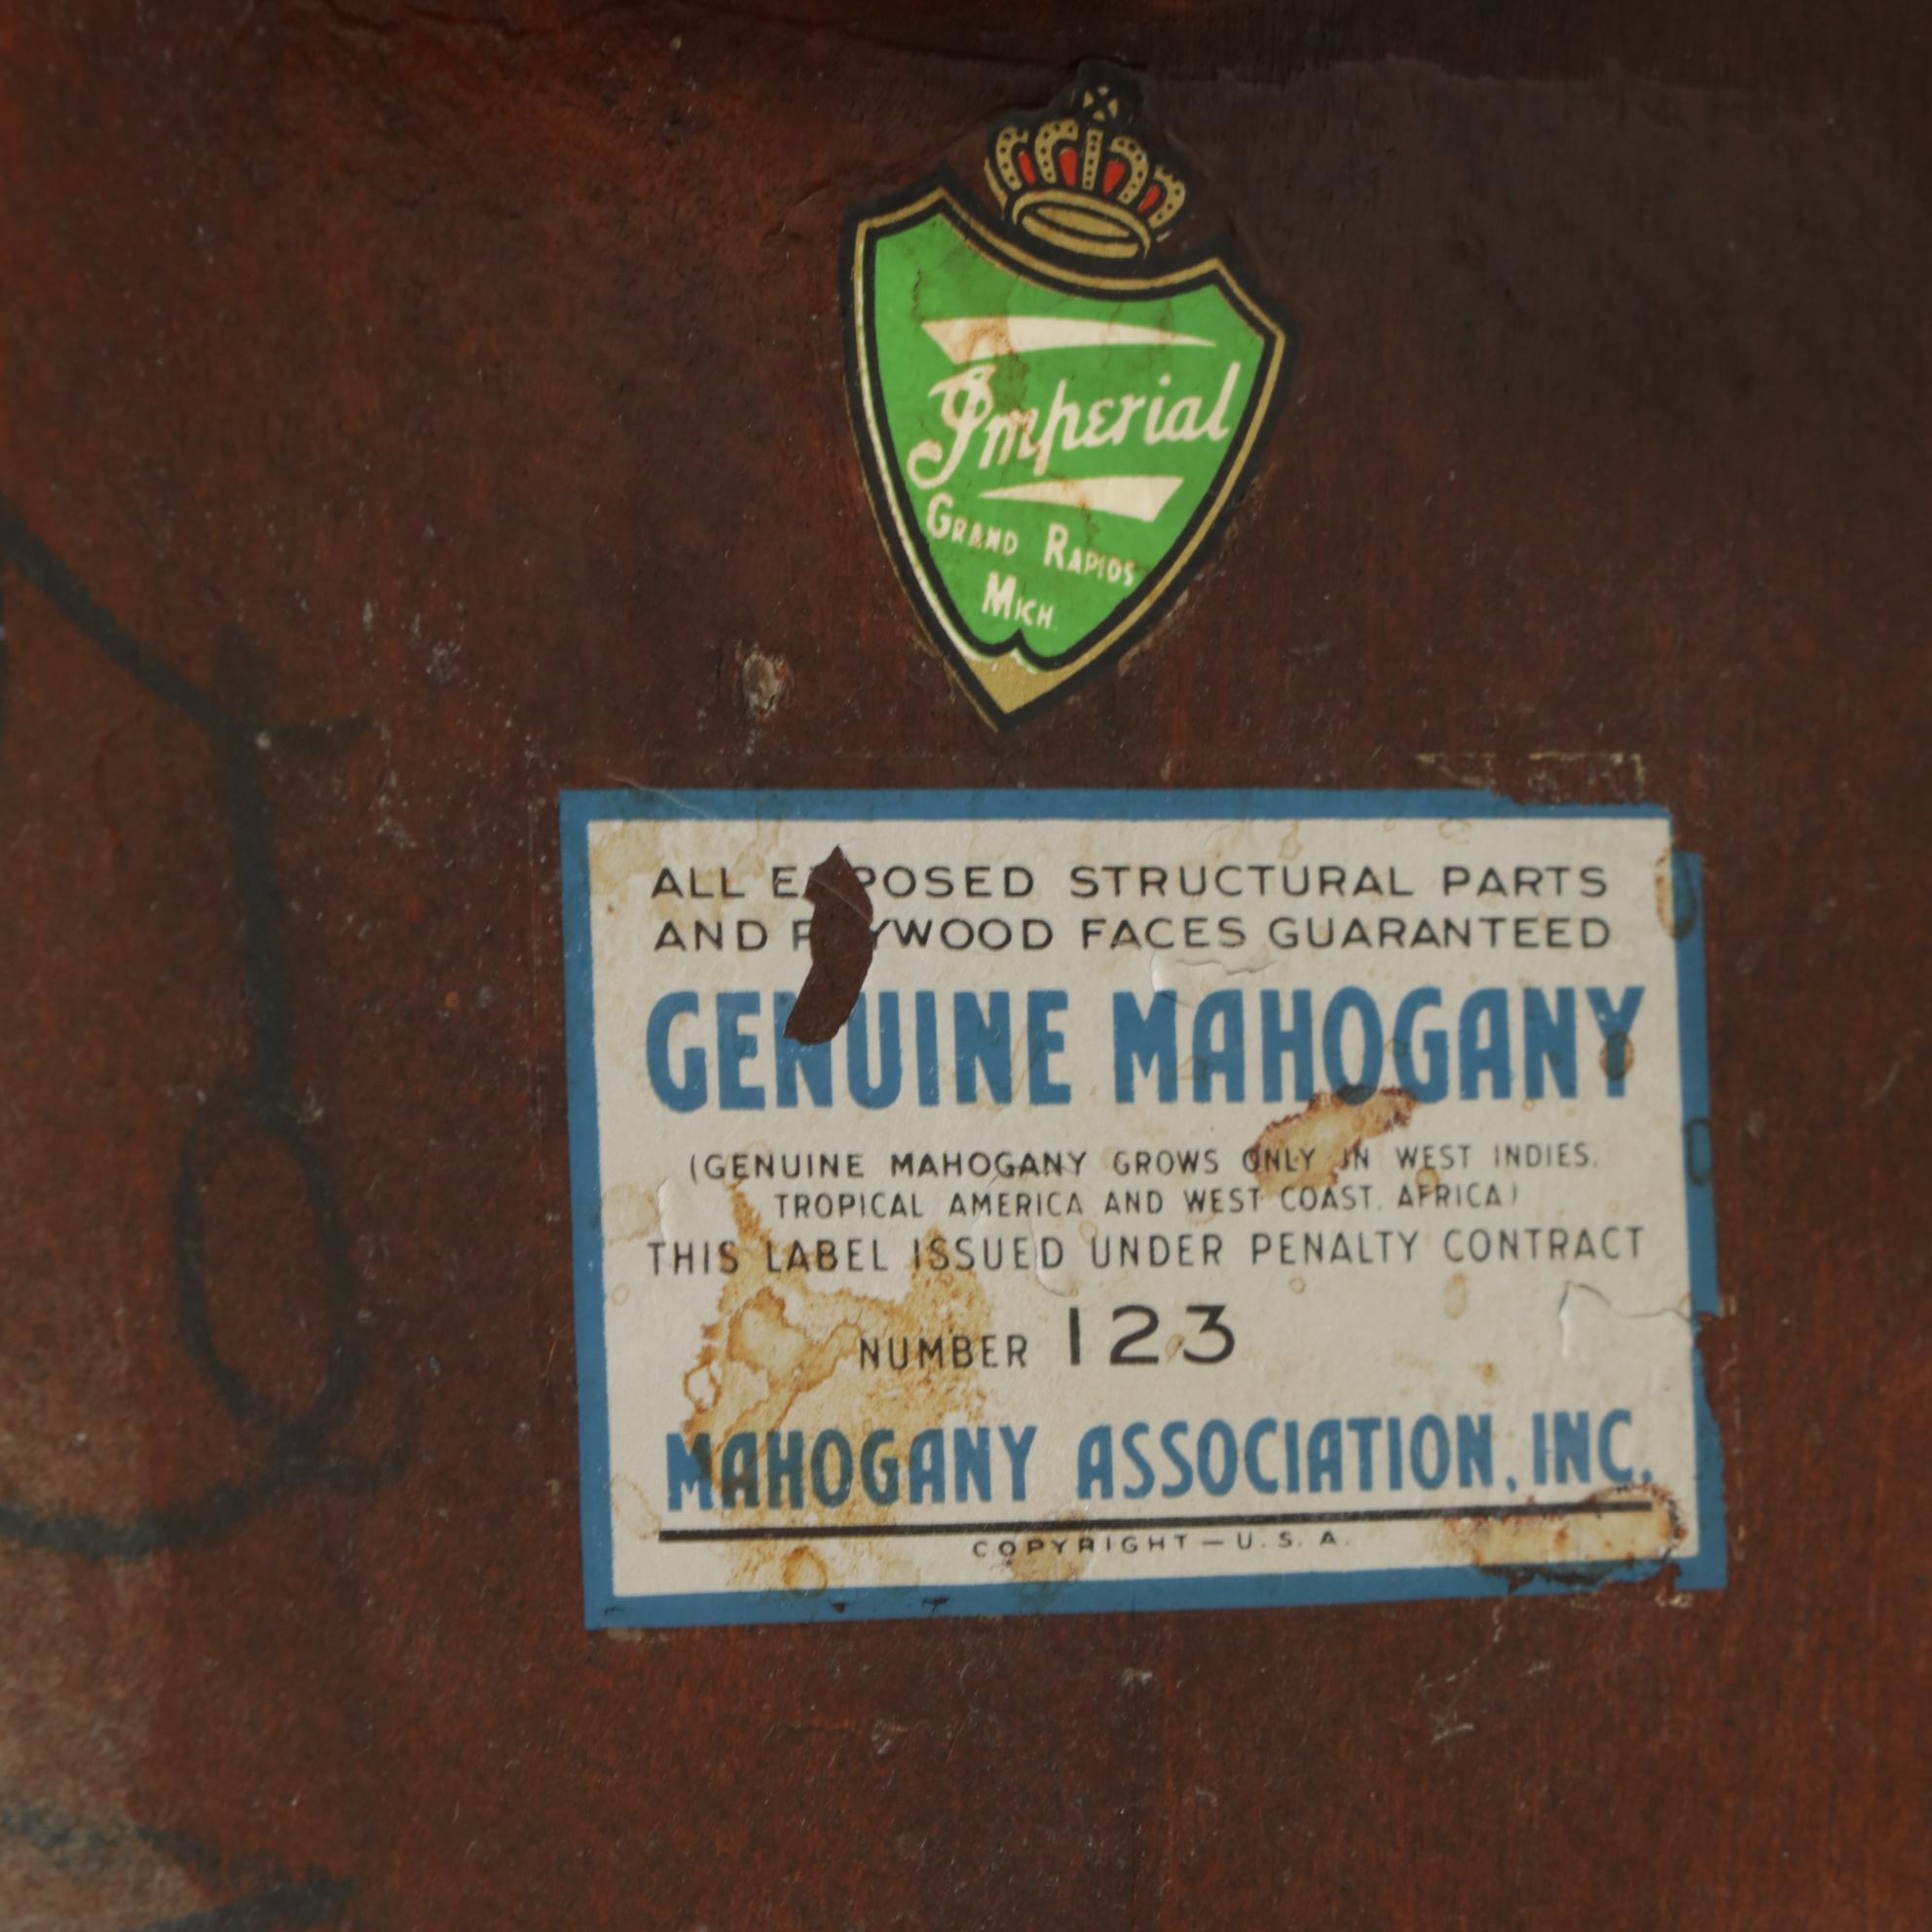 Imperial
GRAND RAPIDS
MICH.
ALL EXPOSED STRUCTURAL PARTS
AND PLYWOOD FACES GUARANTEED
GENUINE MAHOGANY
(GENUINE MAHOGANY GROWS ONLY IN WEST INDIES,
TROPICAL AMERICA AND WEST COAST, AFRICA)
THIS LABEL ISSUED UNDER PENALTY CONTRACT
NUMBER 123
MAHOGANY ASSOCIATION, INC.
COPYRIGHT — U. S. A.